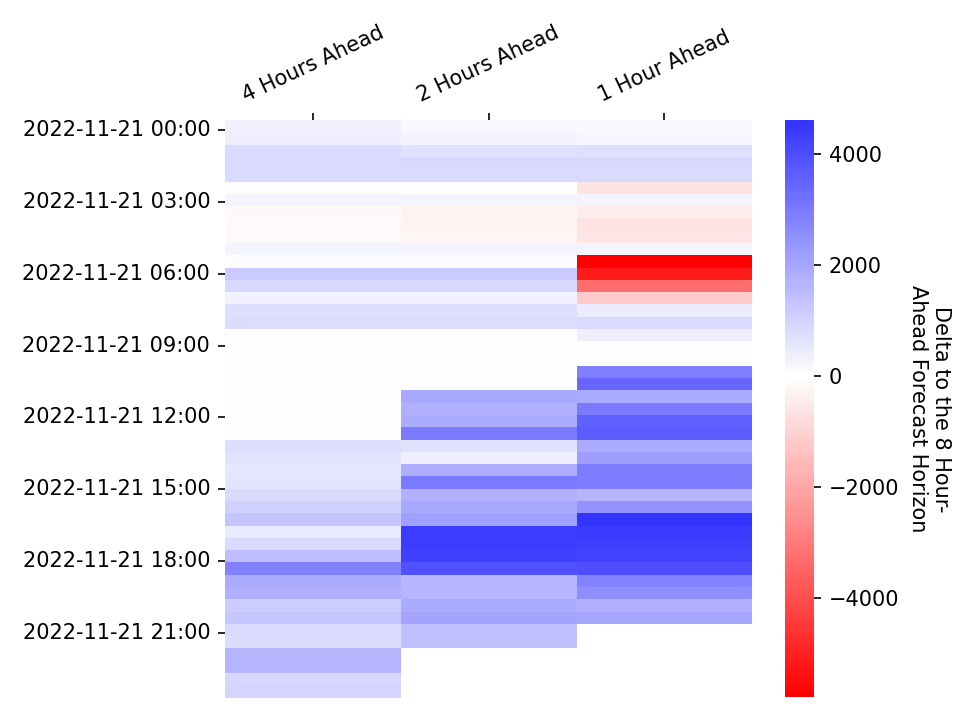 4 Hours Ahead
2 Hours Ahead
1 Hour Ahead
2022-11-21 00:00
2022-11-21 03:00
2022-11-21 06:00
2022-11-21 09:00
2022-11-21 12:00
2022-11-21 15:00
2022-11-21 18:00
2022-11-21 21:00
4000
2000
0
−2000
−4000
Delta to the 8 Hour-
Ahead Forecast Horizon